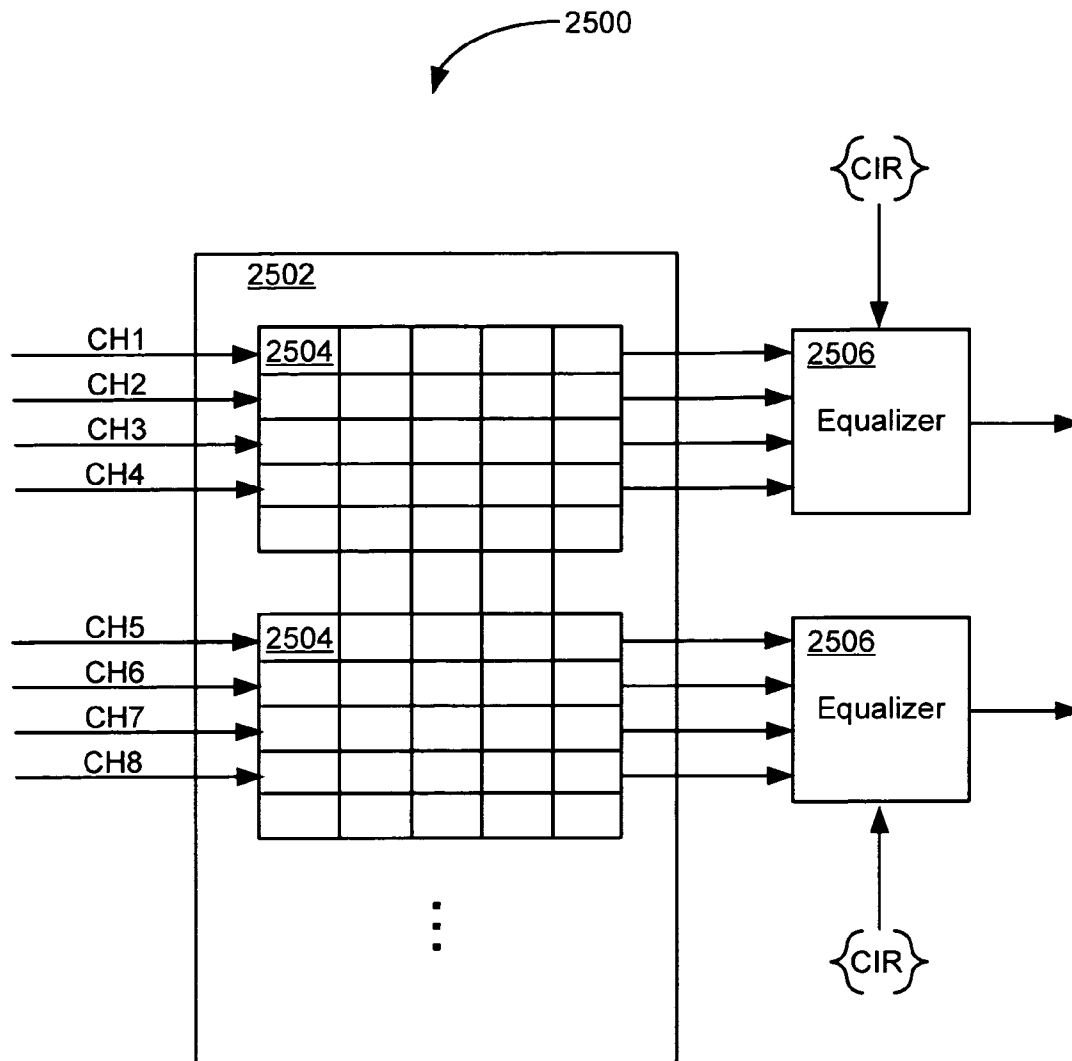 2500
{CIR}
2502
CH1
2504
2506
CH2
Equalizer
CH3
CH4
CH5
2504
2506
CH6
Equalizer
CH7
CH8
{CIR}